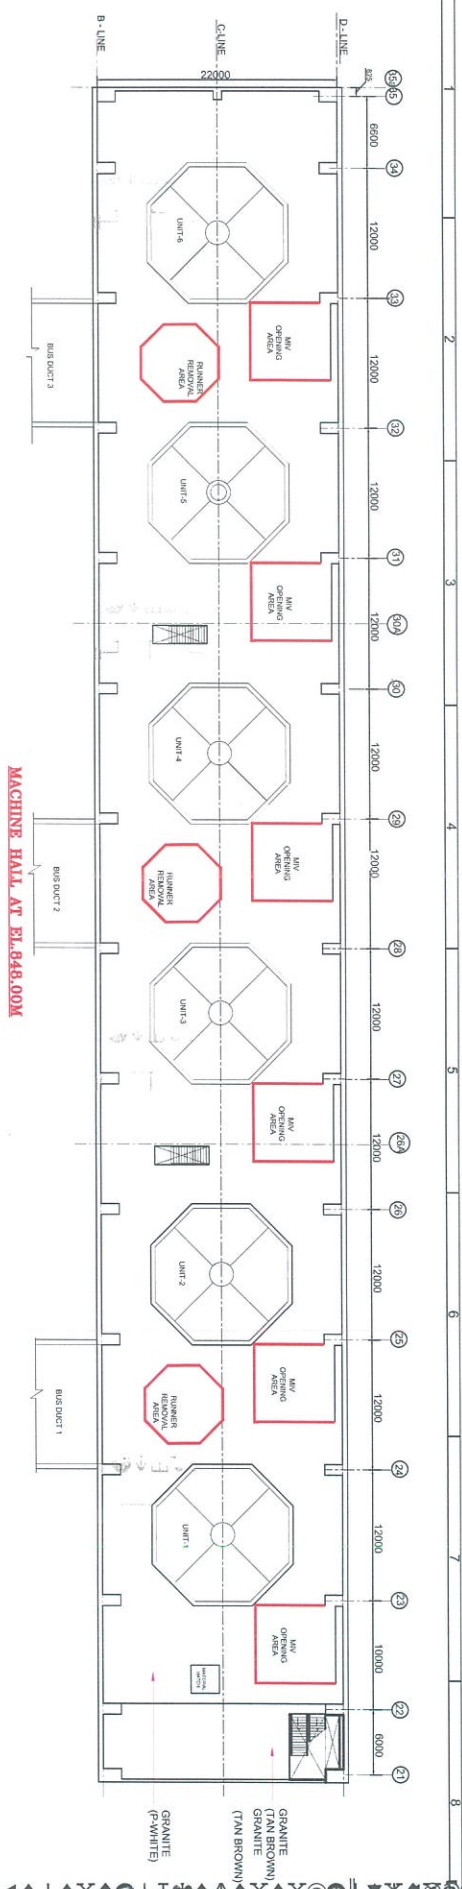 1
2
3
4
5
6
7
8
B - LINE
C-LINE
D - LINE
22000
825
35
6600
34
12000
33
12000
32
12000
31
12000
30A
30
12000
29
12000
28
12000
27
12000
26A
26
12000
25
12000
24
12000
23
10000
22
6000
21
UNIT-6
MIV
OPENING
AREA
RUNNER
REMOVAL
AREA
BUS DUCT 3
UNIT-5
MIV
OPENING
AREA
UNIT-4
MIV
OPENING
AREA
RUNNER
REMOVAL
AREA
BUS DUCT 2
UNIT-3
MIV
OPENING
AREA
UNIT-2
MIV
OPENING
AREA
RUNNER
REMOVAL
AREA
BUS DUCT 1
UNIT-1
MIV
OPENING
AREA
MATERIAL
HATCH
GRANITE
(TAN BROWN)
GRANITE
(TAN BROWN)
GRANITE
(P-WHITE)
MACHINE HALL AT EL.848.00M